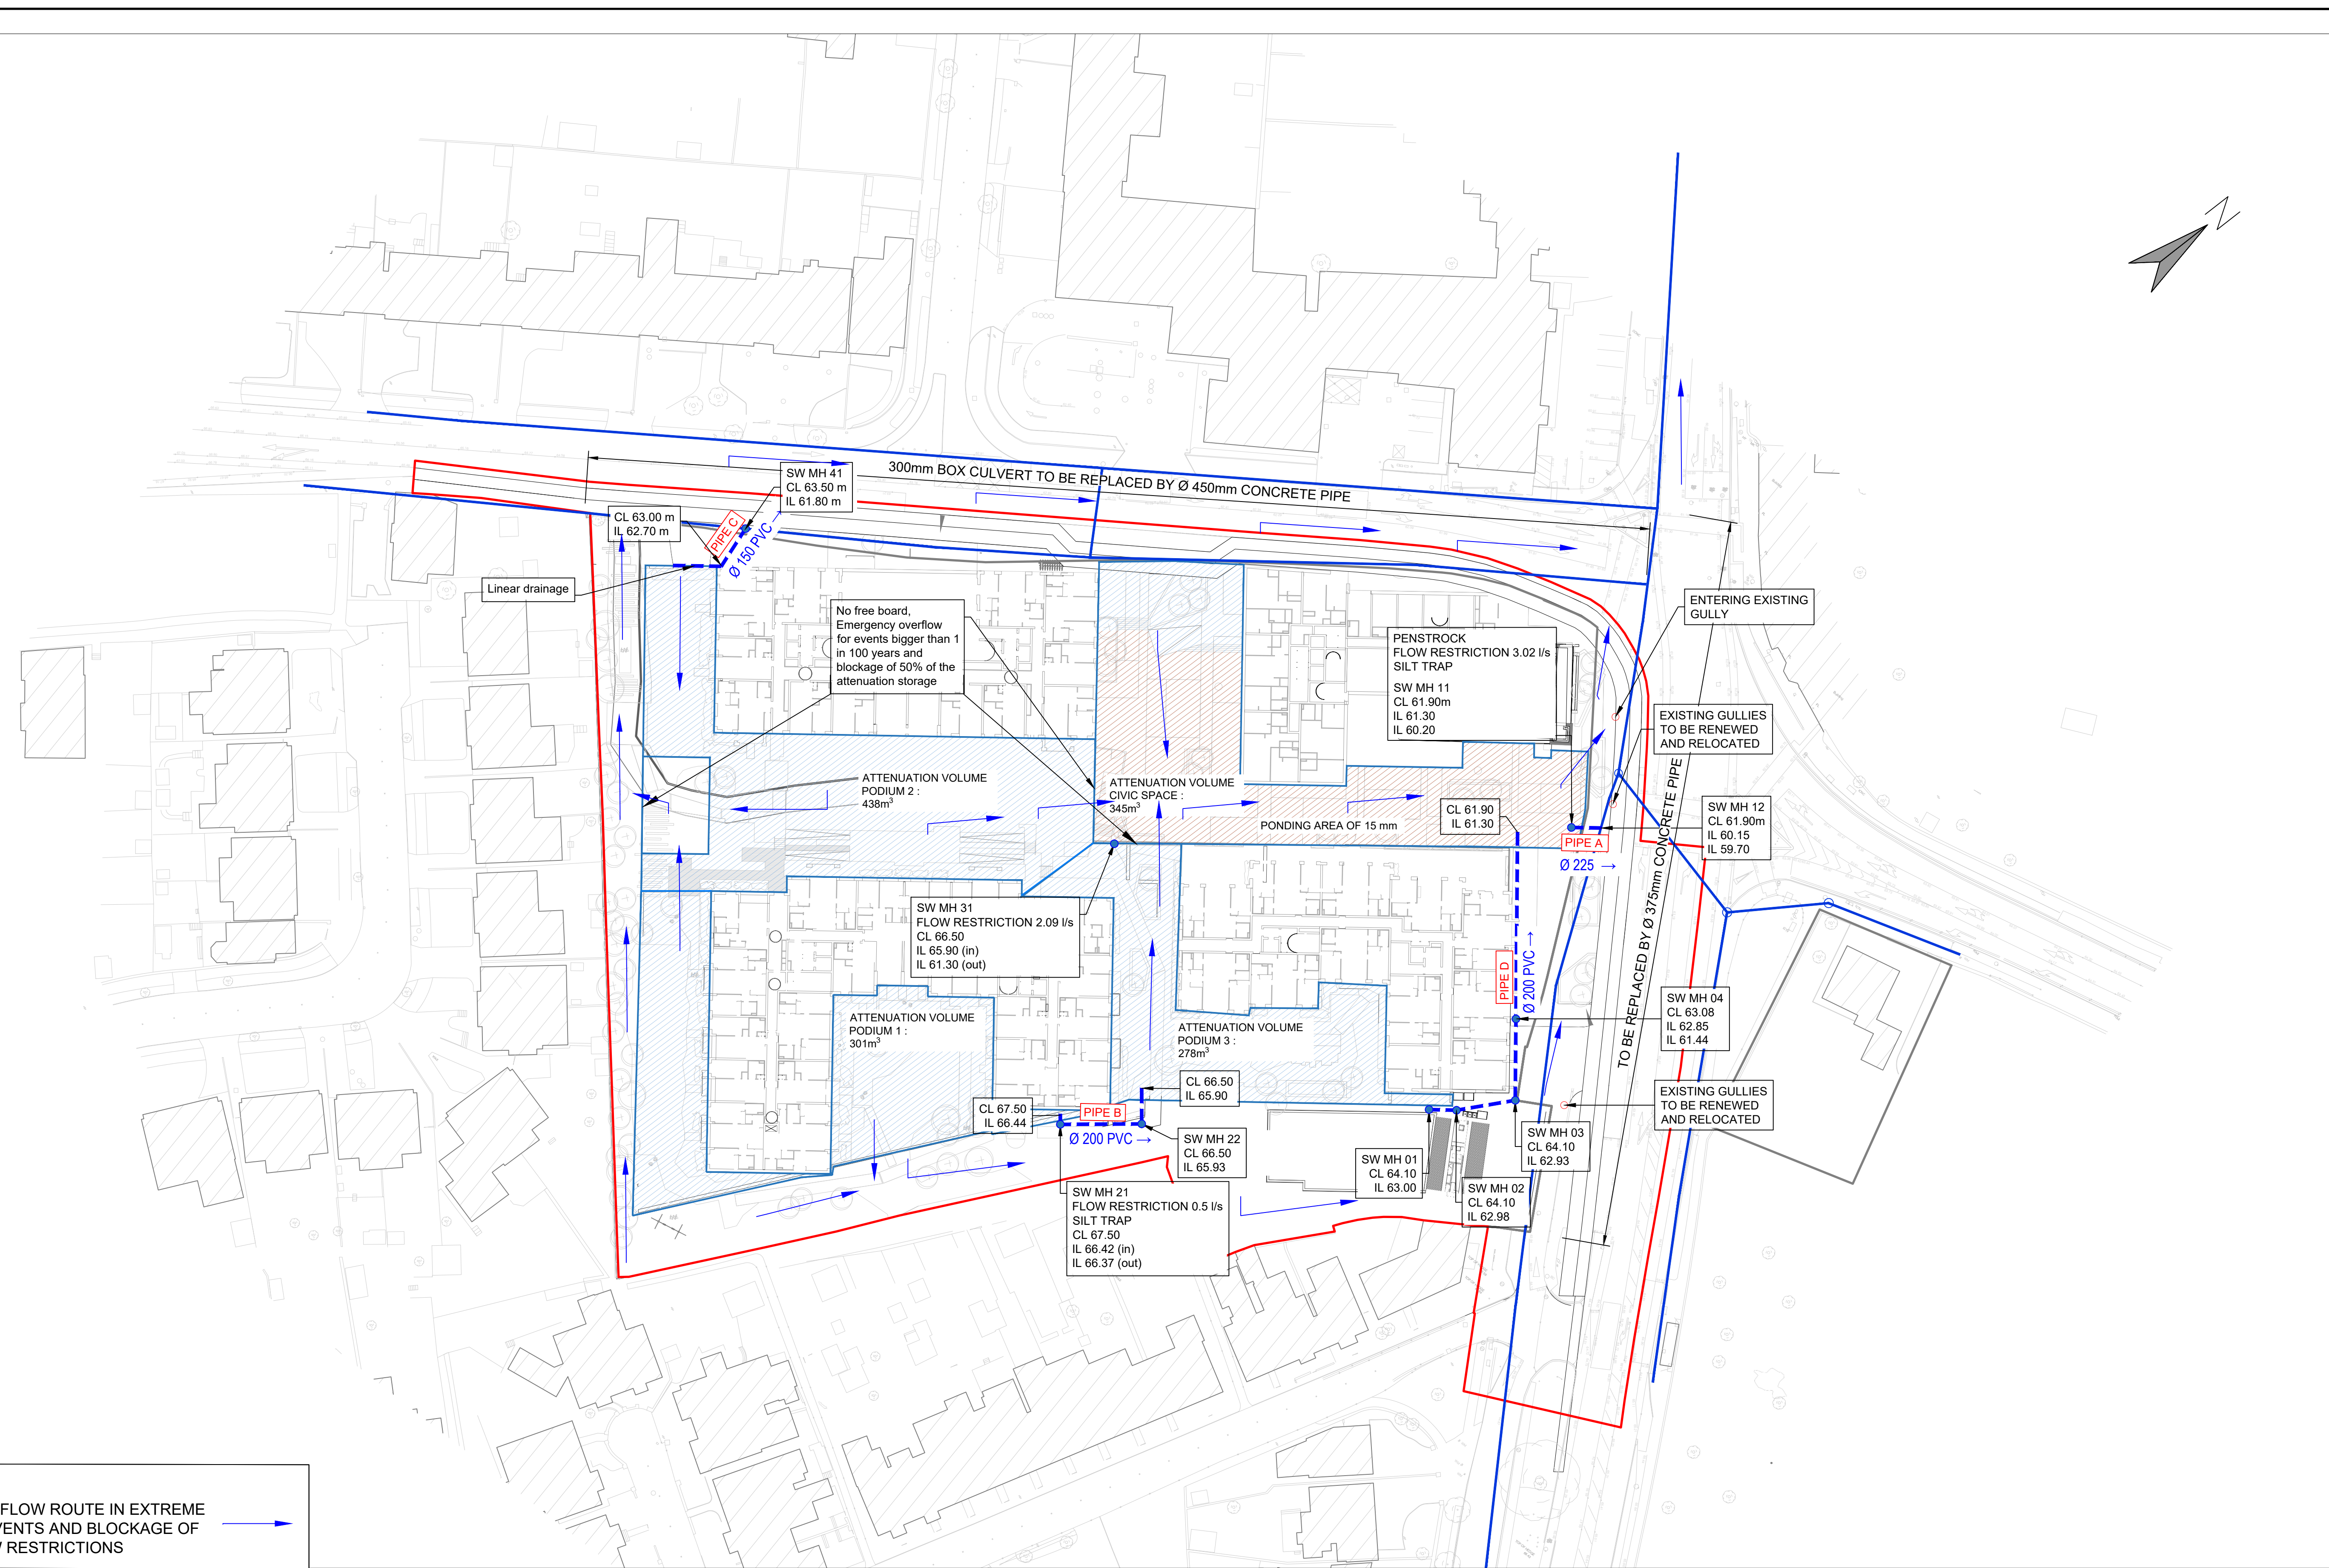 N
300mm BOX CULVERT TO BE REPLACED BY Ø 450mm CONCRETE PIPE
SW MH 41
CL 63.50 m
IL 61.80 m
CL 63.00 m
IL 62.70 m
PIPE C
Ø 150 PVC →
Linear drainage
No free board,
Emergency overflow
for events bigger than 1
in 100 years and
blockage of 50% of the
attenuation storage
PENSTROCK
FLOW RESTRICTION 3.02 l/s
SILT TRAP
SW MH 11
CL 61.90m
IL 61.30
IL 60.20
ENTERING EXISTING
GULLY
EXISTING GULLIES
TO BE RENEWED
AND RELOCATED
ATTENUATION VOLUME
PODIUM 2 :
438m³
ATTENUATION VOLUME
CIVIC SPACE :
345m³
PONDING AREA OF 15 mm
CL 61.90
IL 61.30
PIPE A
Ø 225 →
SW MH 12
CL 61.90m
IL 60.15
IL 59.70
TO BE REPLACED BY Ø 375mm CONCRETE PIPE
SW MH 31
FLOW RESTRICTION 2.09 l/s
CL 66.50
IL 65.90 (in)
IL 61.30 (out)
PIPE D
Ø 200 PVC →
SW MH 04
CL 63.08
IL 62.85
IL 61.44
ATTENUATION VOLUME
PODIUM 1 :
301m³
ATTENUATION VOLUME
PODIUM 3 :
278m³
CL 66.50
IL 65.90
EXISTING GULLIES
TO BE RENEWED
AND RELOCATED
CL 67.50
IL 66.44
PIPE B
Ø 200 PVC →
SW MH 22
CL 66.50
IL 65.93
SW MH 03
CL 64.10
IL 62.93
SW MH 01
CL 64.10
IL 63.00
SW MH 02
CL 64.10
IL 62.98
SW MH 21
FLOW RESTRICTION 0.5 l/s
SILT TRAP
CL 67.50
IL 66.42 (in)
IL 66.37 (out)
FLOW ROUTE IN EXTREME
VENTS AND BLOCKAGE OF
RESTRICTIONS